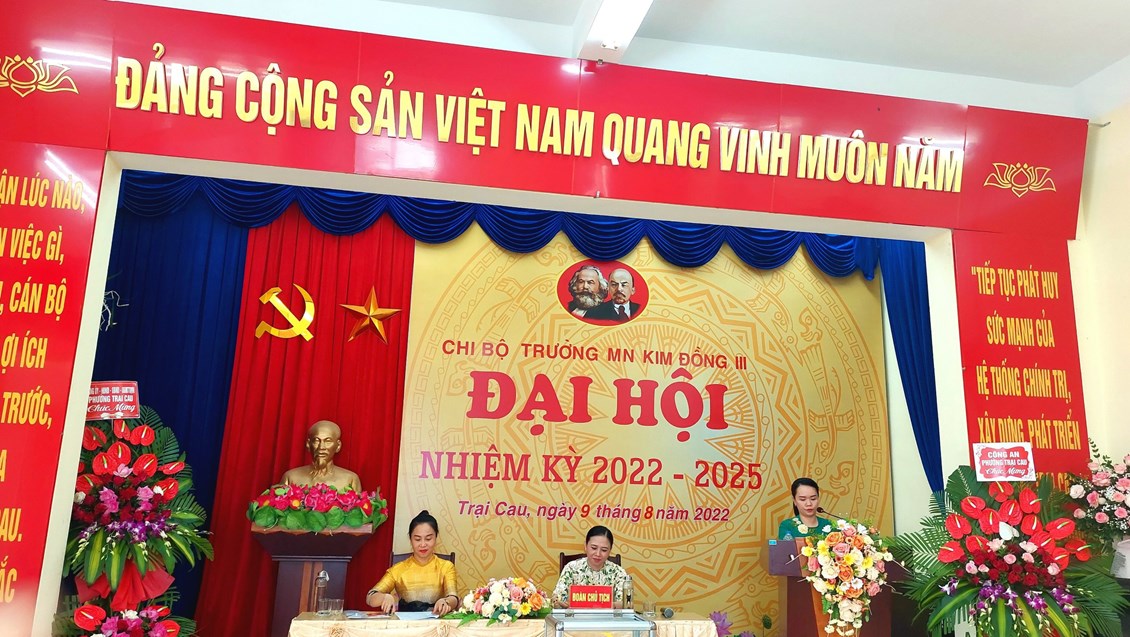 ĐẢNG CỘNG SẢN VIỆT NAM QUANG VINH MUÔN NĂM
LÚC NÀO,
VIỆC GÌ,
CÁN BỘ
ỢI ÍCH
TRƯỚC,
PHƯỜNG TRẠI CAU
Chúc Mừng
CHI BỘ TRƯỜNG MN KIM ĐỒNG III
ĐẠI HỘI
NHIỆM KỲ 2022 - 2025
Trại Cau, ngày 9 tháng 8 năm 2022
ĐOÀN CHỦ TỊCH
"TIẾP TỤC PHÁT HUY
SỨC MẠNH CỦA
HỆ THỐNG CHÍNH TRỊ,
XÂY DỰNG, PHÁT TRIỂN
CÔNG AN
PHƯỜNG TRẠI CAU
Chúc Mừng